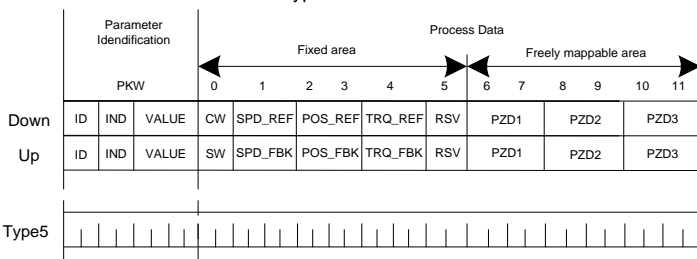 Parameter
Idendification
Process Data
Fixed area
Freely mappable area
PKW 0 1 2 3 4 5 6 7 8 9 10 11
Down ID IND VALUE CW SPD_REF POS_REF TRQ_REF RSV PZD1 PZD2 PZD3
Up ID IND VALUE SW SPD_FBK POS_FBK TRQ_FBK RSV PZD1 PZD2 PZD3
Type5